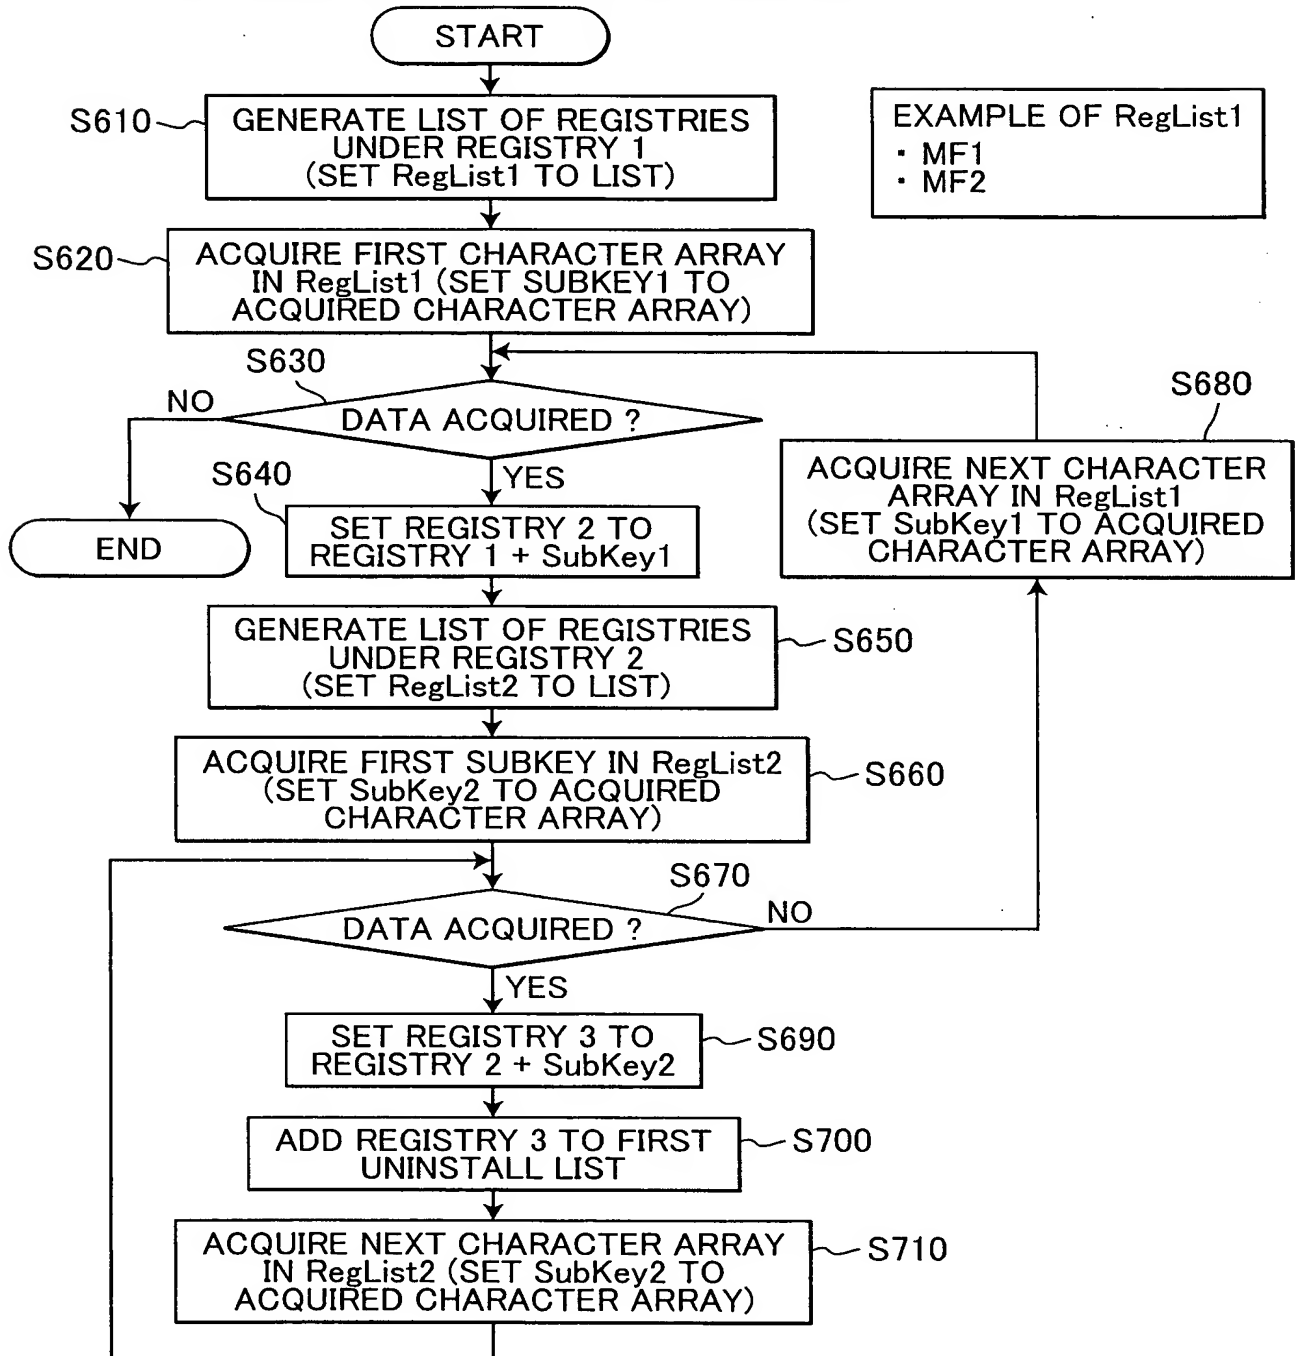 START
S610
GENERATE LIST OF REGISTRIES
UNDER REGISTRY 1
(SET RegList1 TO LIST)
EXAMPLE OF RegList1
・MF1
・MF2
S620
ACQUIRE FIRST CHARACTER ARRAY
IN RegList1 (SET SUBKEY1 TO
ACQUIRED CHARACTER ARRAY)
S630
NO
DATA ACQUIRED ?
YES
END
S640
SET REGISTRY 2 TO
REGISTRY 1 + SubKey1
S680
ACQUIRE NEXT CHARACTER
ARRAY IN RegList1
(SET SubKey1 TO ACQUIRED
CHARACTER ARRAY)
GENERATE LIST OF REGISTRIES
UNDER REGISTRY 2
(SET RegList2 TO LIST)
S650
ACQUIRE FIRST SUBKEY IN RegList2
(SET SubKey2 TO ACQUIRED
CHARACTER ARRAY)
S660
S670
DATA ACQUIRED ?
NO
YES
SET REGISTRY 3 TO
REGISTRY 2 + SubKey2
S690
ADD REGISTRY 3 TO FIRST
UNINSTALL LIST
S700
ACQUIRE NEXT CHARACTER ARRAY
IN RegList2 (SET SubKey2 TO
ACQUIRED CHARACTER ARRAY)
S710